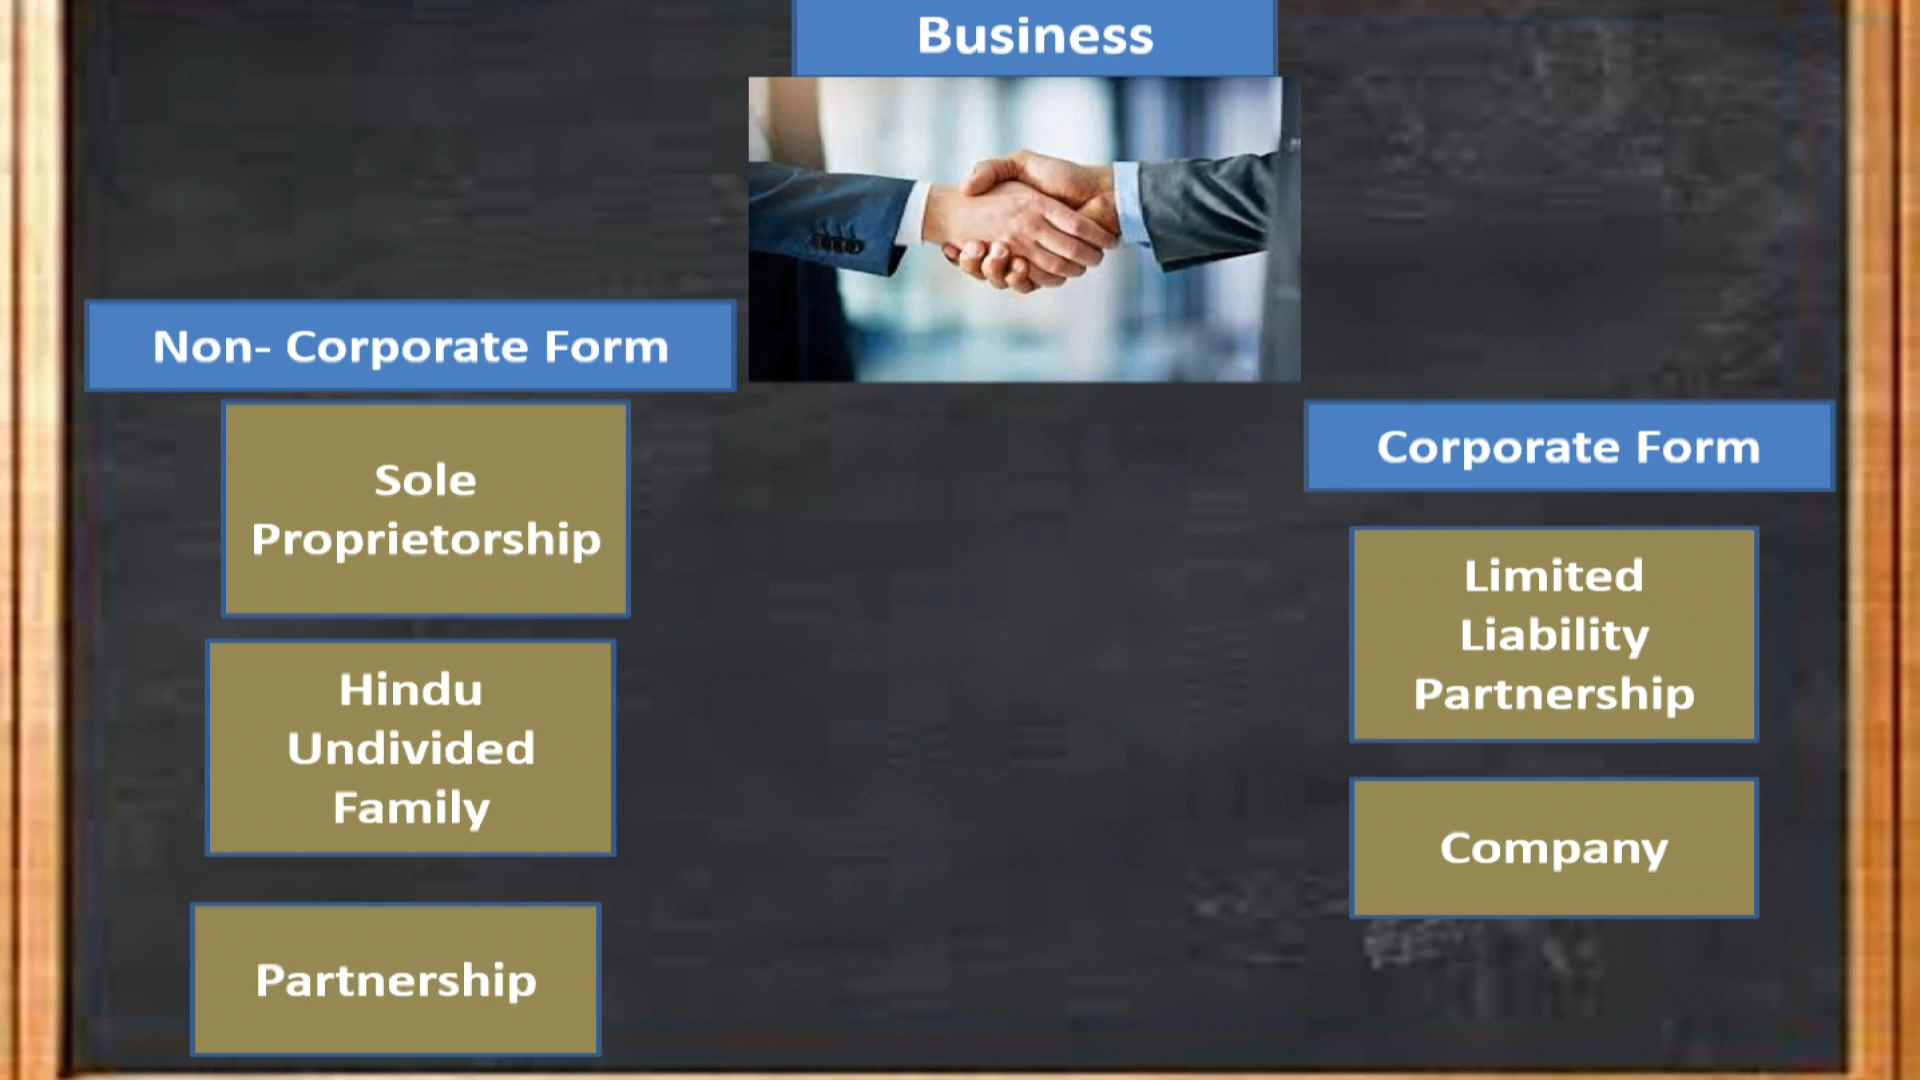 Business
Non- Corporate Form
Sole
Proprietorship
Hindu
Undivided
Family
Partnership
Corporate Form
Limited
Liability
Partnership
Company